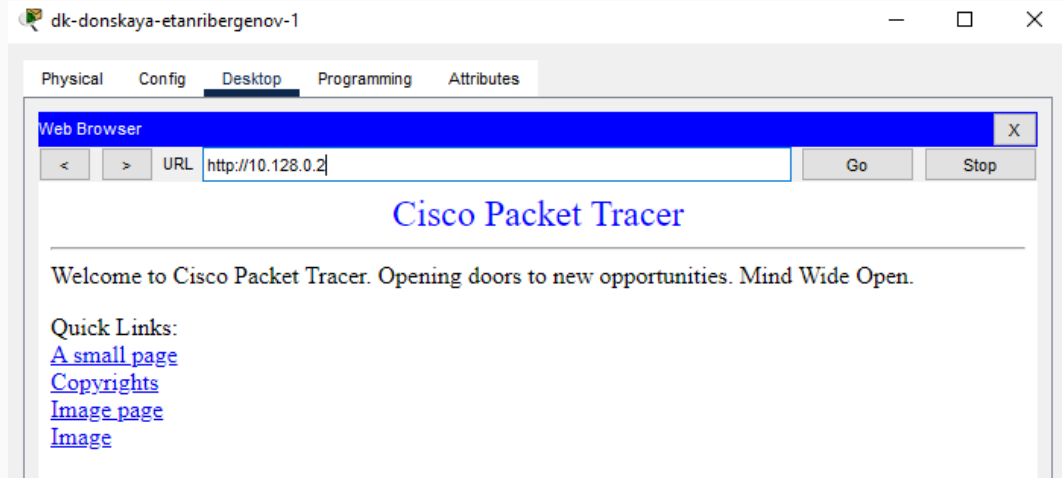 dk-donskaya-etanribergenov-1
Physical Config Desktop Programming Attributes
Web Browser X
< > URL http://10.128.0.2 Go Stop
Cisco Packet Tracer
Welcome to Cisco Packet Tracer. Opening doors to new opportunities. Mind Wide Open.
Quick Links:
A small page
Copyrights
Image page
Image